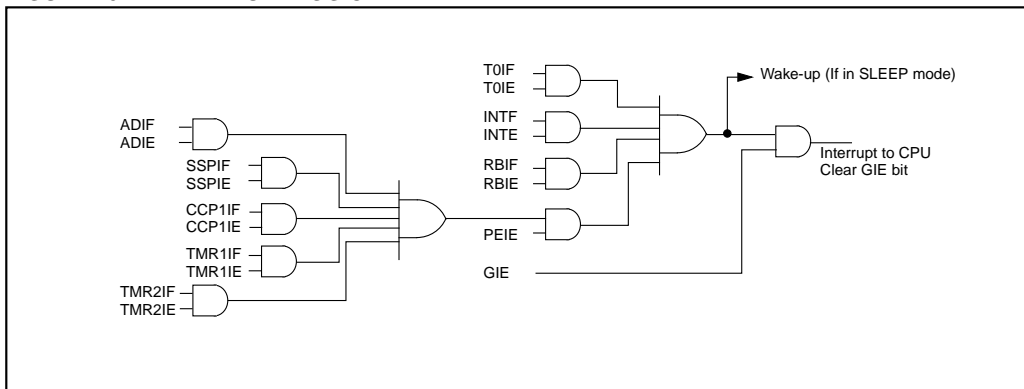 T0IF
T0IE
Wake-up (If in SLEEP mode)
ADIF
ADIE
INTF
INTE
Interrupt to CPU
Clear GIE bit
SSPIF
SSPIE
RBIF
RBIE
CCP1IF
CCP1IE
PEIE
TMR1IF
TMR1IE
GIE
TMR2IF
TMR2IE